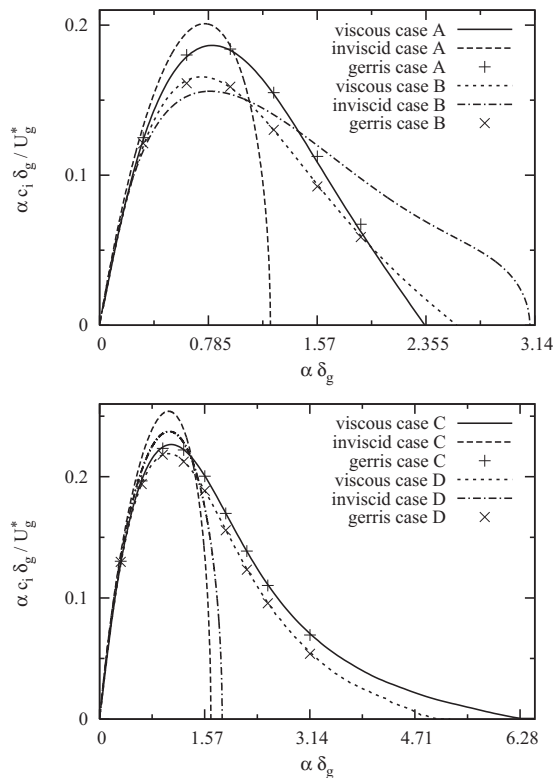 0.2
0.1
0
α c_i δ_g / U_g^*
viscous case A
inviscid case A
gerris case A
viscous case B
inviscid case B
gerris case B
0 0.785 1.57 2.355 3.14
α δ_g
0.2
0.1
0
α c_i δ_g / U_g^*
viscous case C
inviscid case C
gerris case C
viscous case D
inviscid case D
gerris case D
0 1.57 3.14 4.71 6.28
α δ_g